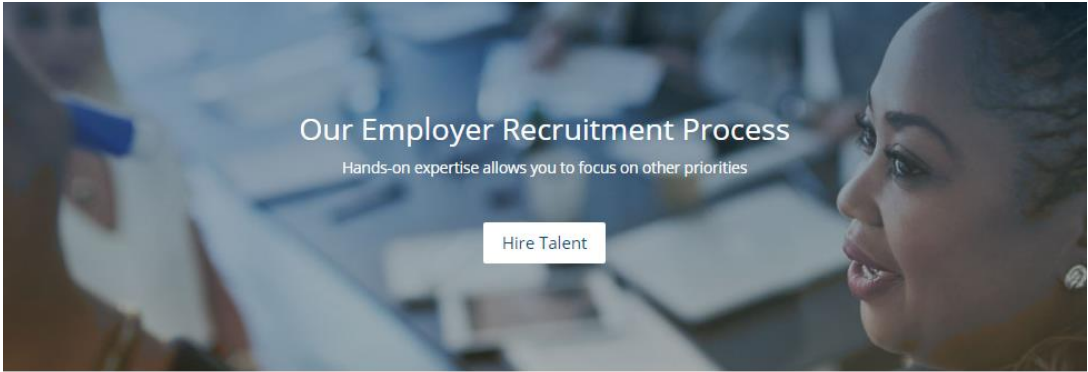 Our Employer Recruitment Process
Hands-on expertise allows you to focus on other priorities
Hire Talent